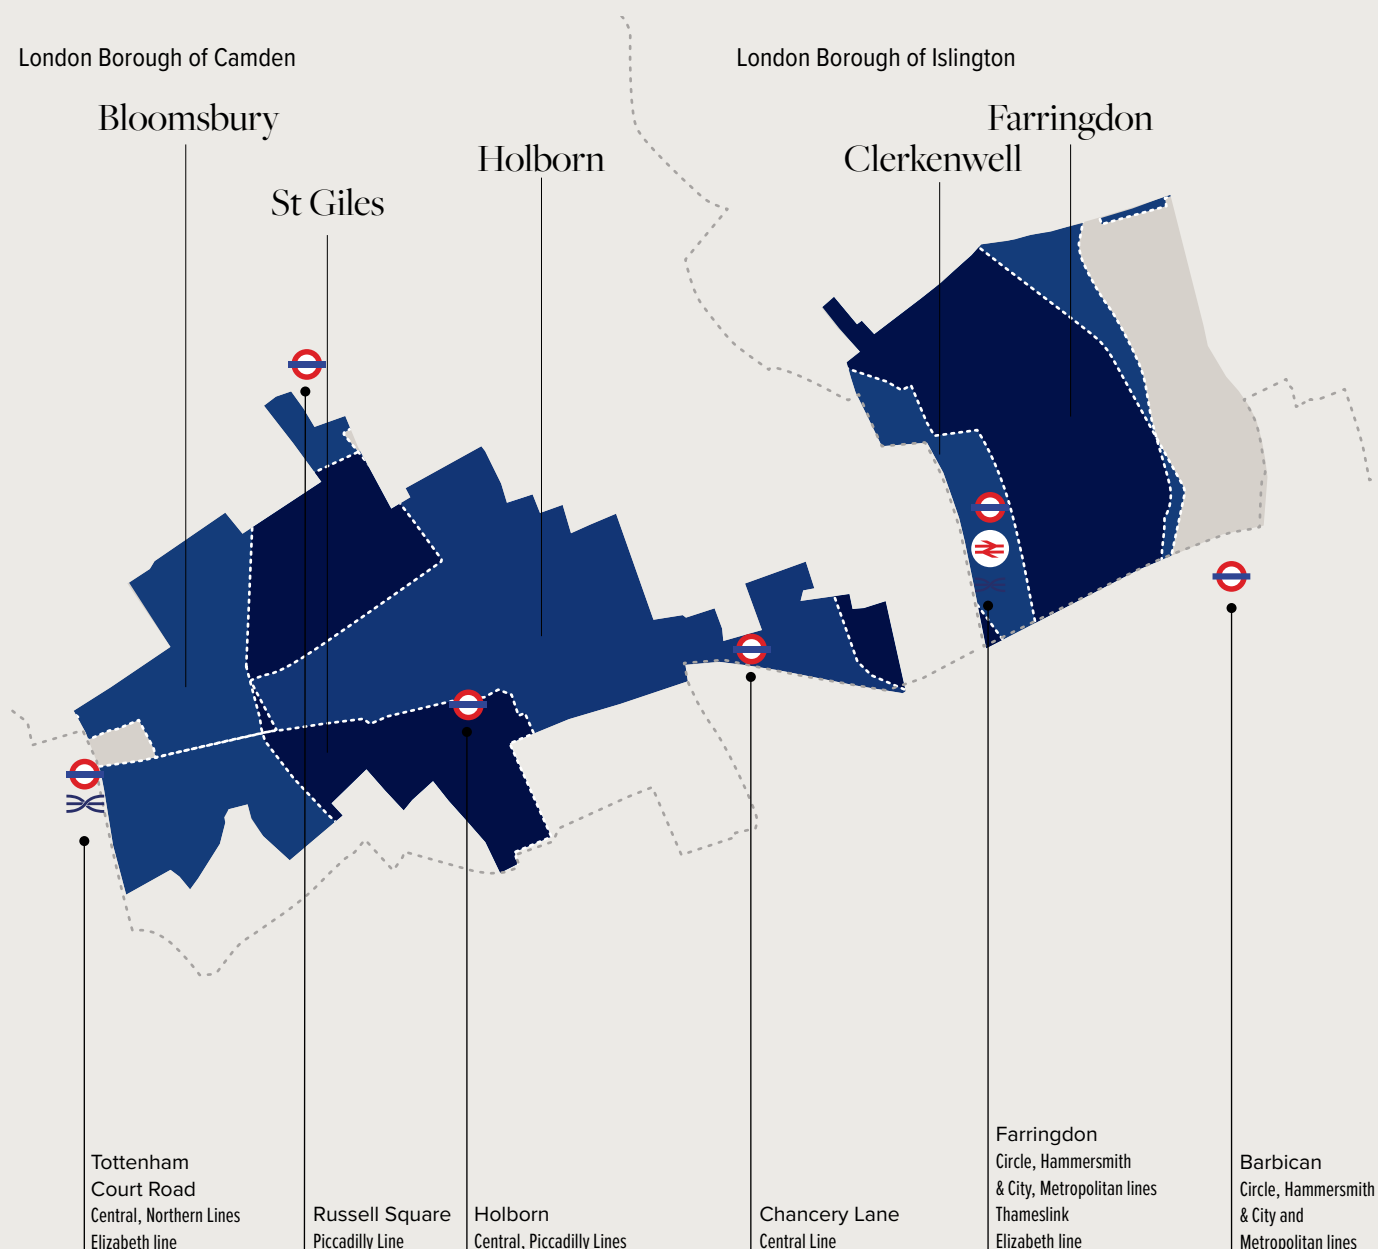 London Borough of Camden
London Borough of Islington
Bloomsbury
Farringdon
Holborn
Clerkenwell
St Giles
Tottenham
Court Road
Central, Northern Lines
Elizabeth line
Russell Square
Piccadilly Line
Holborn
Central, Piccadilly Lines
Chancery Lane
Central Line
Farringdon
Circle, Hammersmith
& City, Metropolitan lines
Thameslink
Elizabeth line
Barbican
Circle, Hammersmith
& City and
Metropolitan lines